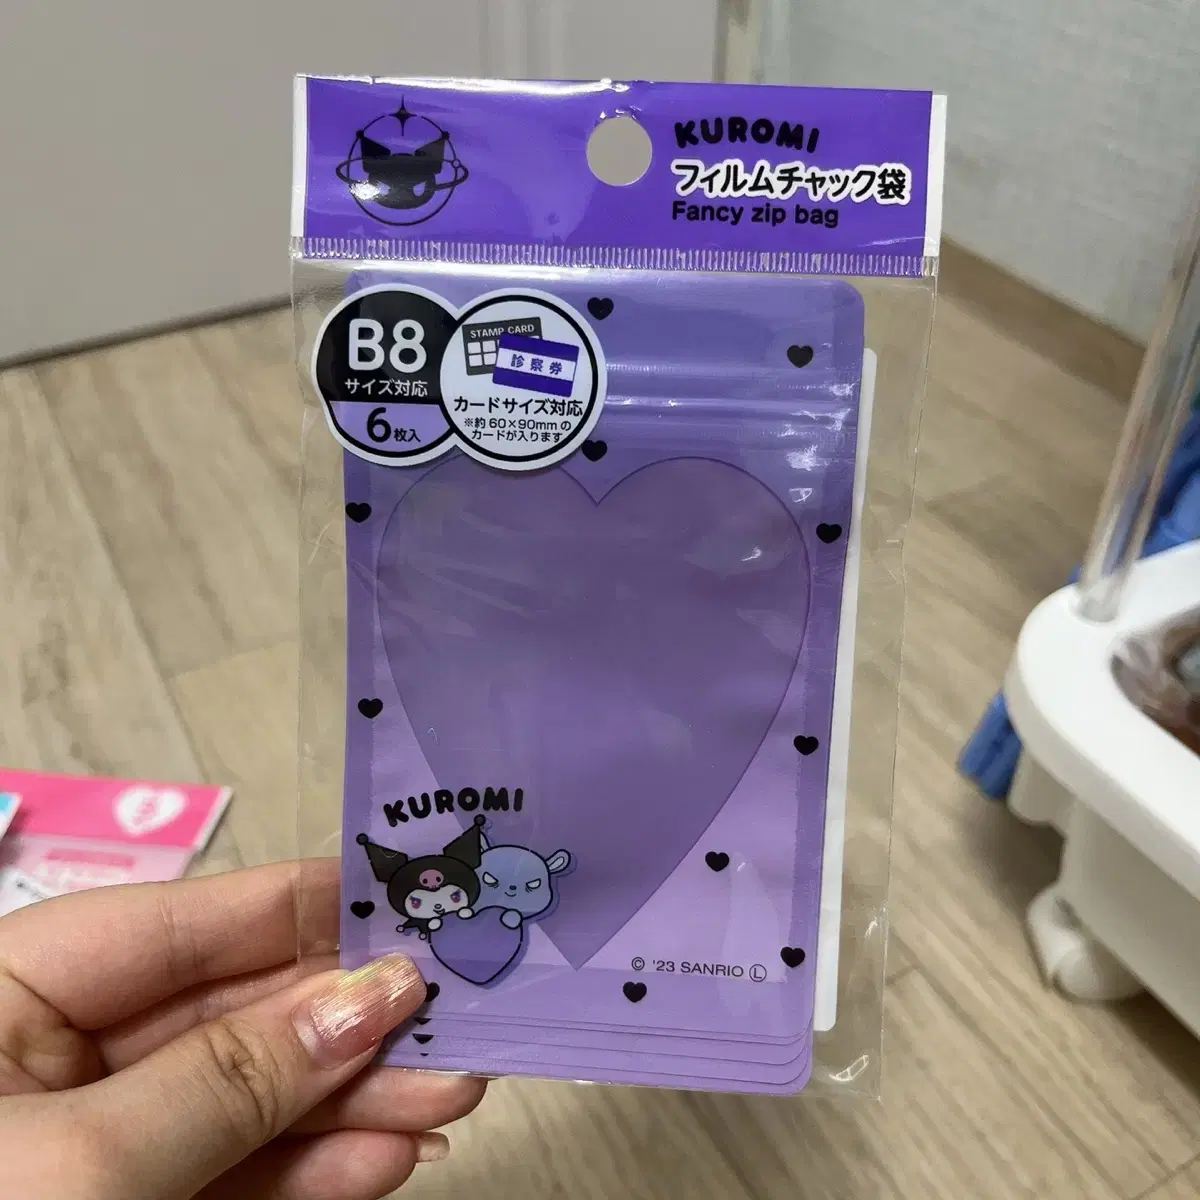 KUROMI
フィルムチャック袋
Fancy zip bag
B8
サイズ対応
6枚入
STAMP CARD
診察券
カードサイズ対応
※約60×90mmの
カードが入ります
KUROMI
© '23 SANRIO Ⓛ